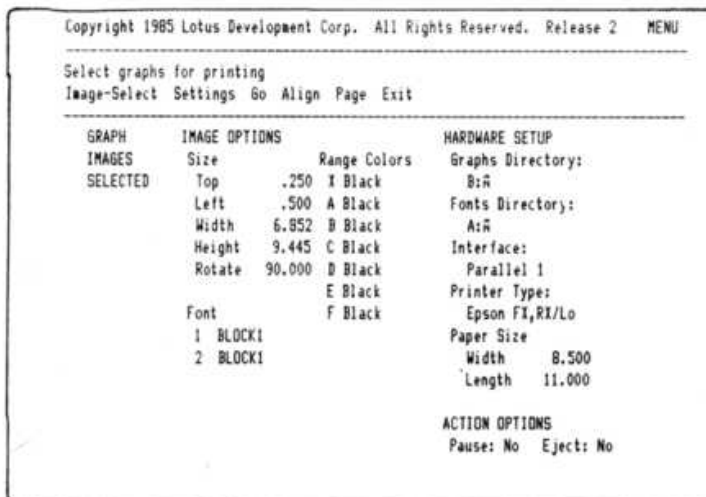 Copyright 1985 Lotus Development Corp. All Rights Reserved. Release 2 MENU
Select graphs for printing
Image-Select Settings Go Align Page Exit
GRAPH IMAGE OPTIONS HARDWARE SETUP
IMAGES Size Range Colors Graphs Directory:
SELECTED Top .250 X Black B:Ñ
Left .500 A Black Fonts Directory:
Width 6.852 B Black A:Ñ
Height 9.445 C Black Interface:
Rotate 90.000 D Black Parallel 1
E Black Printer Type:
Font F Black Epson FX,RX/Lo
1 BLOCK1 Paper Size
2 BLOCK1 Width 8.500
Length 11.000
ACTION OPTIONS
Pause: No Eject: No